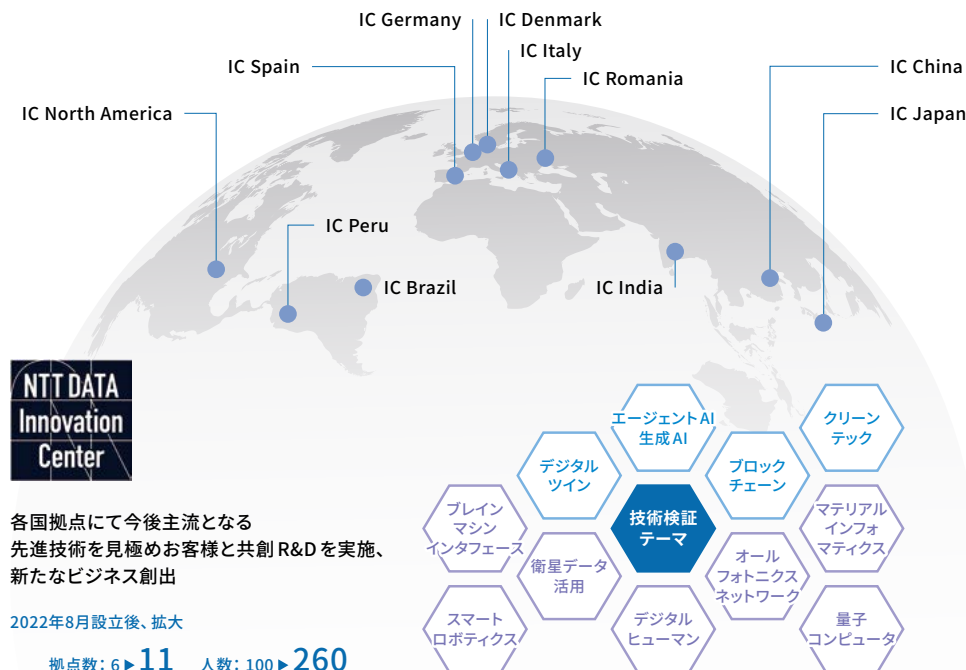 IC Germany
IC Denmark
IC Italy
IC Spain
IC Romania
IC China
IC North America
IC Japan
IC Peru
IC Brazil
IC India
NTT DATA
Innovation
Center
各国拠点にて今後主流となる
先進技術を見極めお客様と共創R&Dを実施、
新たなビジネス創出
2022年8月設立後、拡大
拠点数: 6▶11 人数: 100▶260
エージェントAI
生成AI
クリーン
テック
デジタル
ツイン
ブロック
チェーン
ブレイン
マシン
インタフェース
技術検証
テーマ
マテリアル
インフォ
マティクス
衛星データ
活用
オール
フォトニクス
ネットワーク
スマート
ロボティクス
デジタル
ヒューマン
量子
コンピュータ